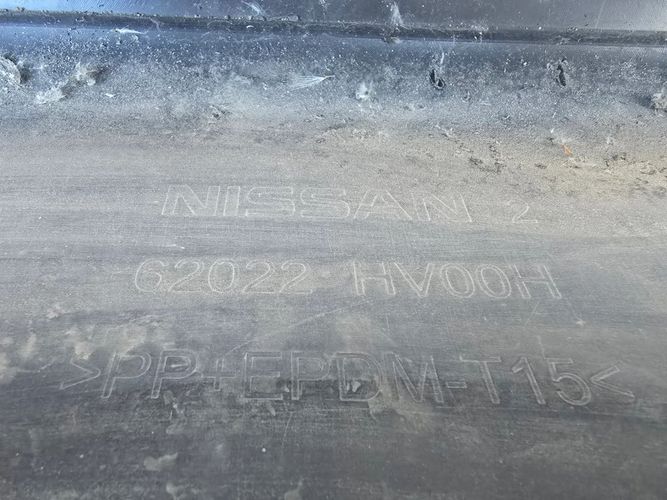 NISSAN 2
62022 HV00H
>PP+EPDM-T15<